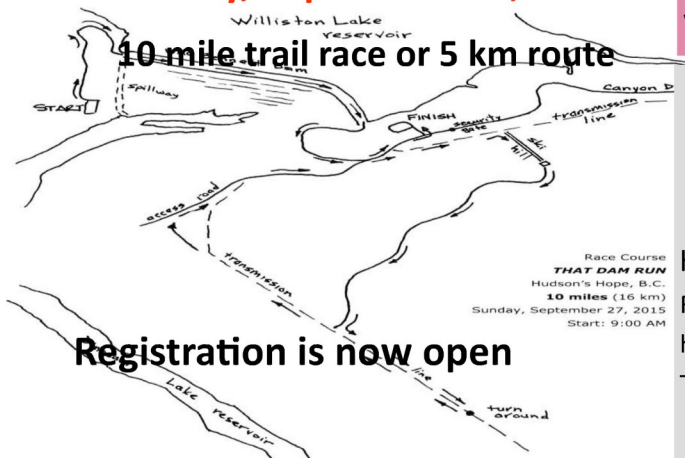 Williston Lake
reservoir
10 mile trail race or 5 km route
spillway
START
FINISH
security
gate
Canyon D
transmission
line
ski
hill
access road
transmission
line
Race Course
THAT DAM RUN
Hudson's Hope, B.C.
10 miles (16 km)
Sunday, September 27, 2015
Start: 9:00 AM
Registration is now open
Lake reservoir
turn
around